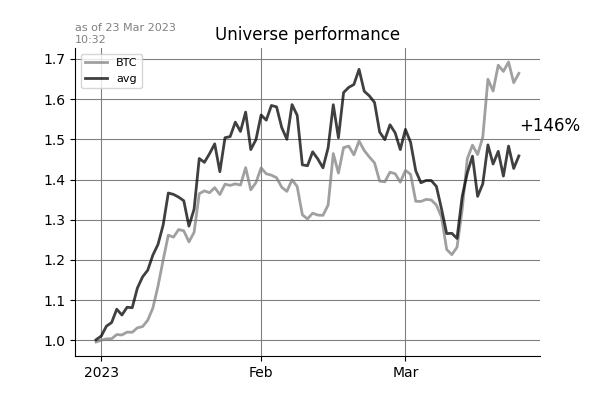 as of 23 Mar 2023
10:32
Universe performance
BTC
avg
1.7
1.6
1.5
1.4
1.3
1.2
1.1
1.0
+146%
2023
Feb
Mar